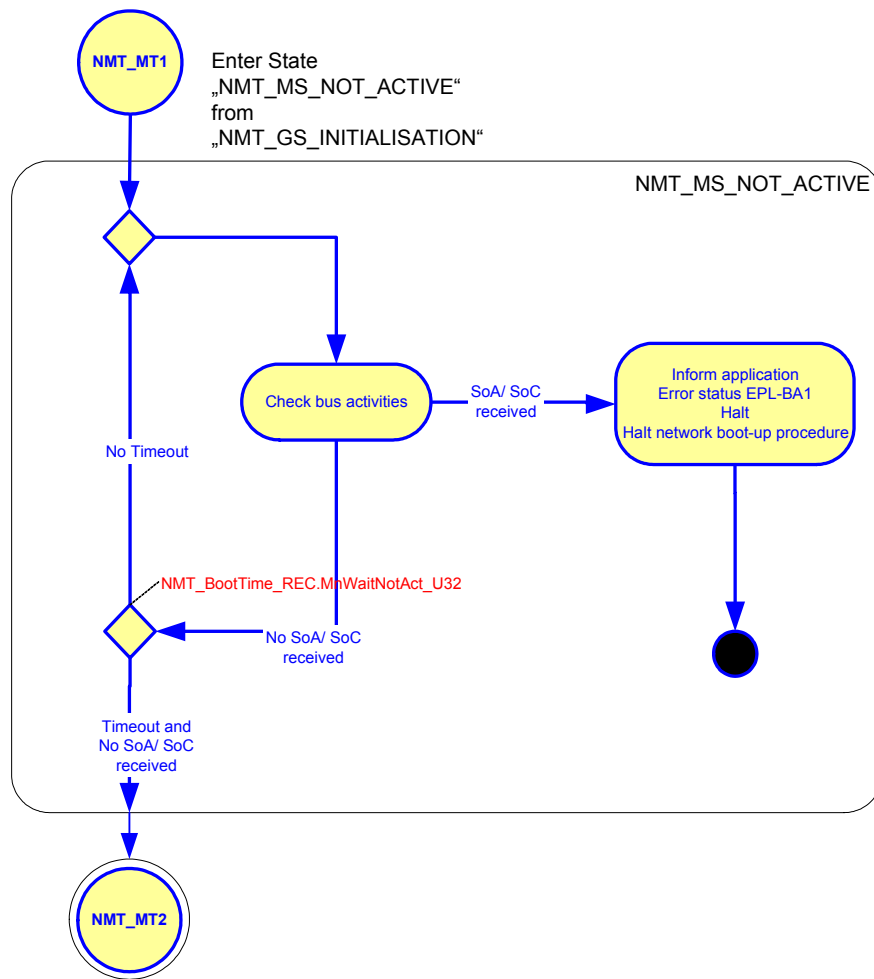 NMT_MT1
Enter State
„NMT_MS_NOT_ACTIVE“
from
„NMT_GS_INITIALISATION“
NMT_MS_NOT_ACTIVE
Check bus activities
SoA/ SoC
received
Inform application
Error status EPL-BA1
Halt
Halt network boot-up procedure
No Timeout
NMT_BootTime_REC.MnWaitNotAct_U32
No SoA/ SoC
received
Timeout and
No SoA/ SoC
received
NMT_MT2